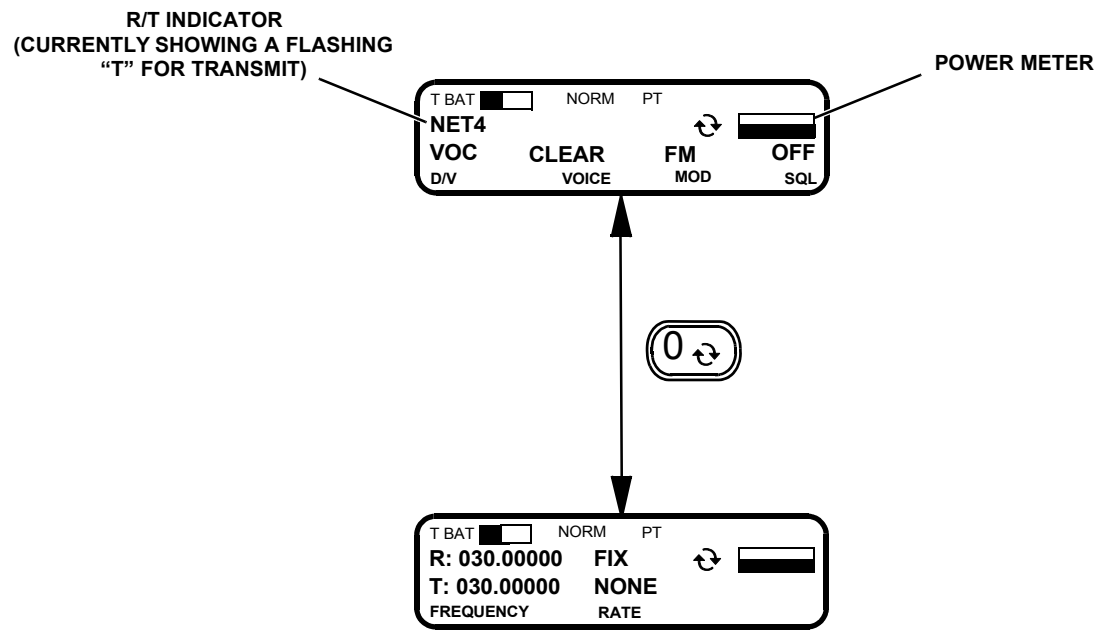 R/T INDICATOR
(CURRENTLY SHOWING A FLASHING
“T” FOR TRANSMIT)
POWER METER
T BAT NORM PT
NET4
VOC CLEAR FM OFF
D/V VOICE MOD SQL
0
T BAT NORM PT
R: 030.00000 FIX
T: 030.00000 NONE
FREQUENCY RATE